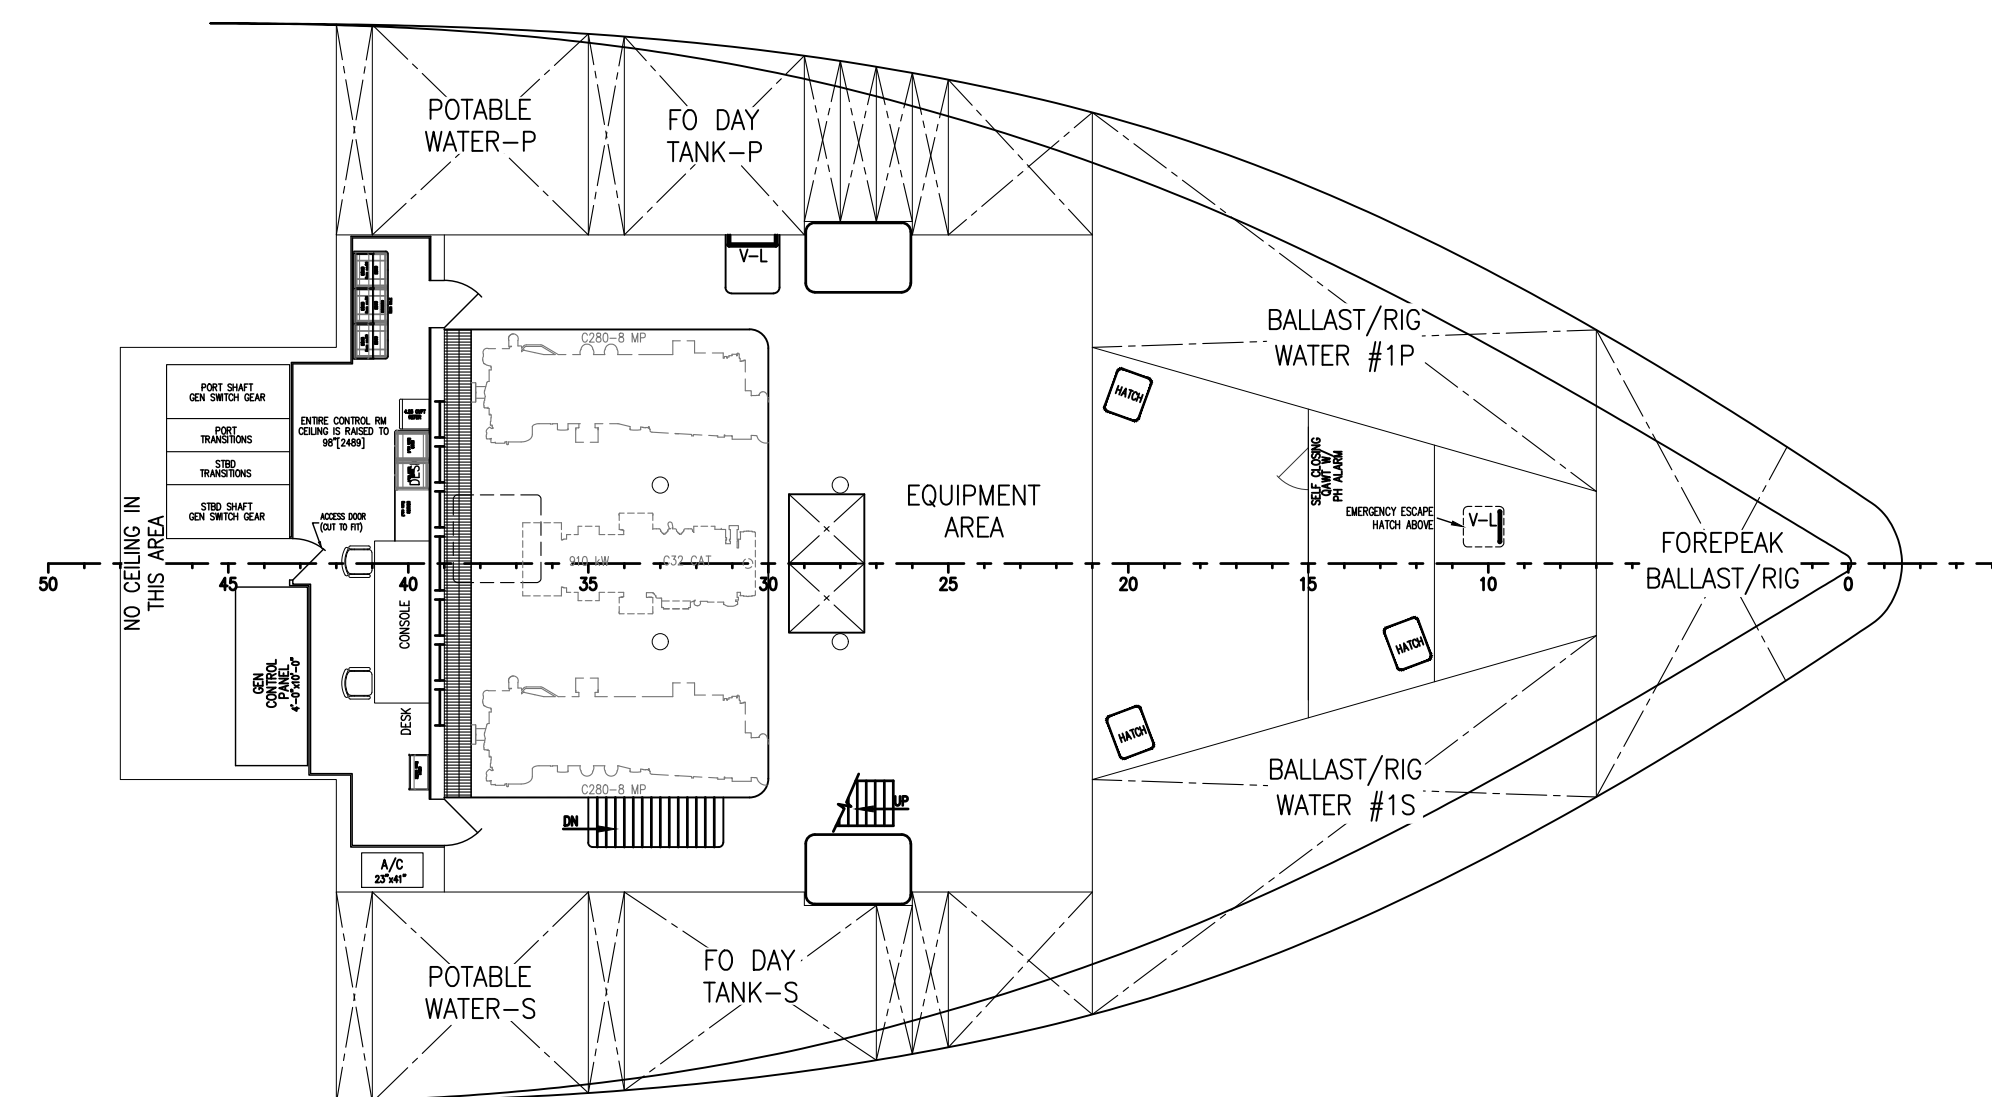 POTABLE
WATER-P
FO DAY
TANK-P
V-L
C280-8 MP
BALLAST/RIG
WATER #1P
HATCH
PORT SHAFT
GEN SWITCH GEAR
PORT
TRANSITIONS
STBD
TRANSITIONS
STBD SHAFT
GEN SWITCH GEAR
ENTIRE CONTROL RM
CEILING IS RAISED TO
98"[2489]
DESK
ACCESS DOOR
(CUT TO FIT)
NO CEILING IN
THIS AREA
EQUIPMENT
AREA
SELF CLOSING
QAWT W/
PH ALARM
EMERGENCY ESCAPE
HATCH ABOVE
V-L
FOREPEAK
BALLAST/RIG
910 kW
C32 CAT
50
45
40
35
30
25
20
15
10
0
CONSOLE
GEN
CONTROL
PANEL
4'-0"x10'-0"
DESK
HATCH
HATCH
C280-8 MP
BALLAST/RIG
WATER #1S
DN
UP
A/C
23"x41"
POTABLE
WATER-S
FO DAY
TANK-S